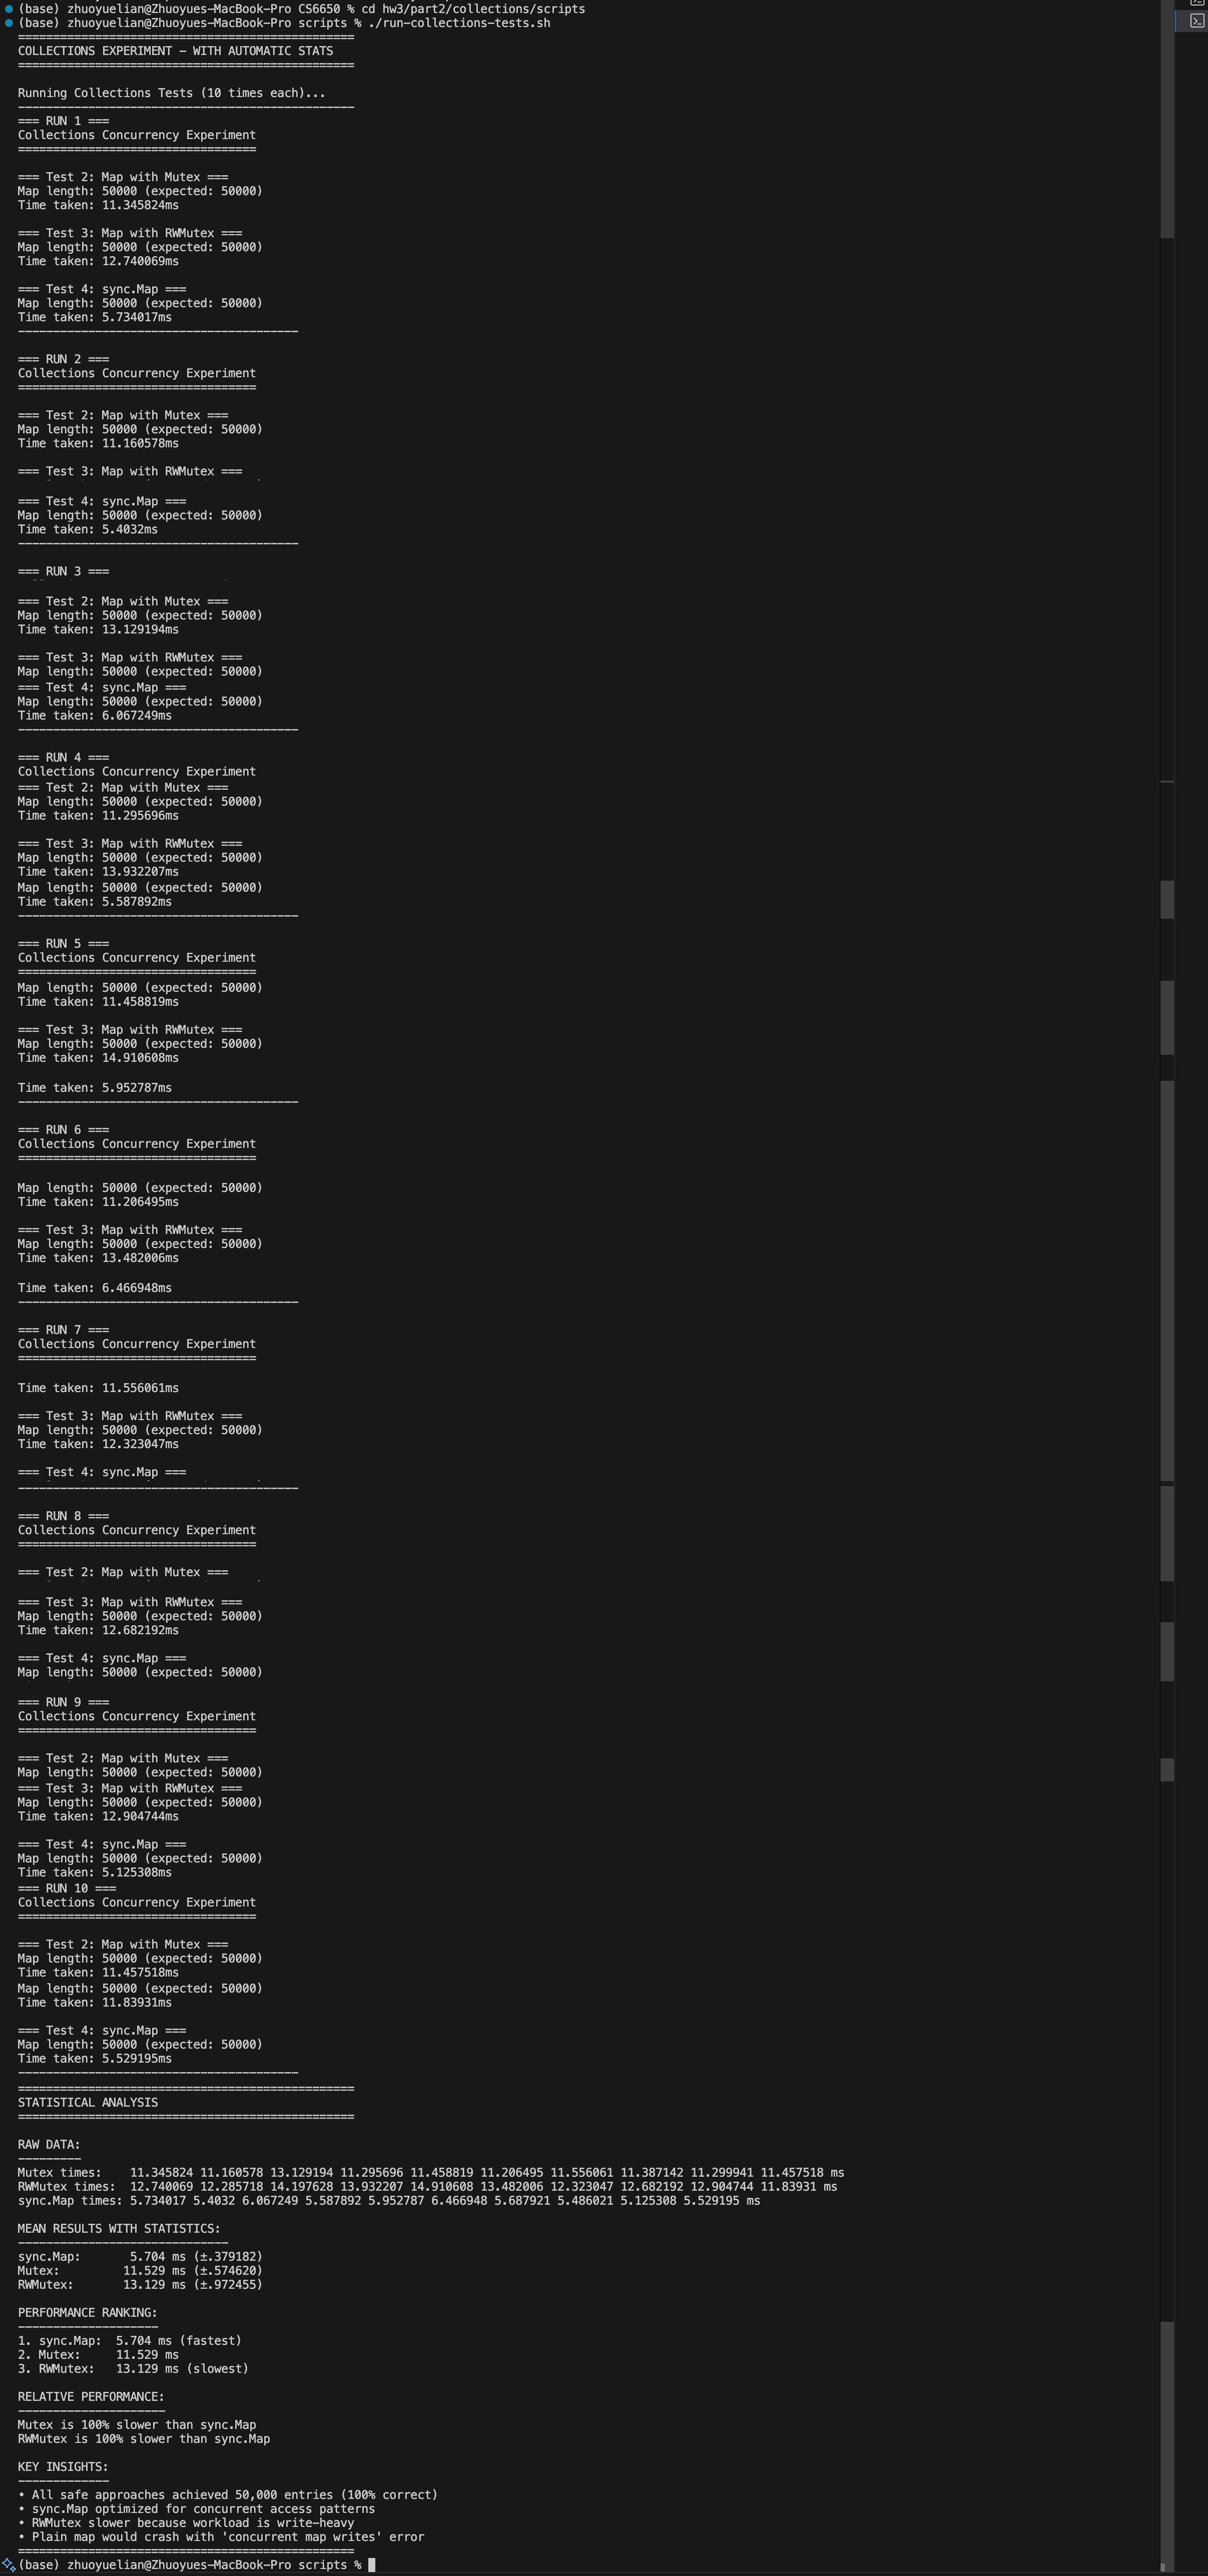 (base) zhuoyuelian@Zhuoyues-MacBook-Pro CS6650 % cd hw3/part2/collections/scripts
(base) zhuoyuelian@Zhuoyues-MacBook-Pro scripts % ./run-collections-tests.sh
================================================
COLLECTIONS EXPERIMENT - WITH AUTOMATIC STATS
================================================
Running Collections Tests (10 times each)...
------------------------------------------------
=== RUN 1 ===
Collections Concurrency Experiment
==================================
=== Test 2: Map with Mutex ===
Map length: 50000 (expected: 50000)
Time taken: 11.345824ms
=== Test 3: Map with RWMutex ===
Map length: 50000 (expected: 50000)
Time taken: 12.740069ms
=== Test 4: sync.Map ===
Map length: 50000 (expected: 50000)
Time taken: 5.734017ms
----------------------------------------
=== RUN 2 ===
Collections Concurrency Experiment
==================================
=== Test 2: Map with Mutex ===
Map length: 50000 (expected: 50000)
Time taken: 11.160578ms
=== Test 3: Map with RWMutex ===
=== Test 4: sync.Map ===
Map length: 50000 (expected: 50000)
Time taken: 5.4032ms
----------------------------------------
=== RUN 3 ===
=== Test 2: Map with Mutex ===
Map length: 50000 (expected: 50000)
Time taken: 13.129194ms
=== Test 3: Map with RWMutex ===
Map length: 50000 (expected: 50000)
=== Test 4: sync.Map ===
Map length: 50000 (expected: 50000)
Time taken: 6.067249ms
----------------------------------------
=== RUN 4 ===
Collections Concurrency Experiment
=== Test 2: Map with Mutex ===
Map length: 50000 (expected: 50000)
Time taken: 11.295696ms
=== Test 3: Map with RWMutex ===
Map length: 50000 (expected: 50000)
Time taken: 13.932207ms
Map length: 50000 (expected: 50000)
Time taken: 5.587892ms
----------------------------------------
=== RUN 5 ===
Collections Concurrency Experiment
==================================
Map length: 50000 (expected: 50000)
Time taken: 11.458819ms
=== Test 3: Map with RWMutex ===
Map length: 50000 (expected: 50000)
Time taken: 14.910608ms
Time taken: 5.952787ms
----------------------------------------
=== RUN 6 ===
Collections Concurrency Experiment
==================================
Map length: 50000 (expected: 50000)
Time taken: 11.206495ms
=== Test 3: Map with RWMutex ===
Map length: 50000 (expected: 50000)
Time taken: 13.482006ms
Time taken: 6.466948ms
----------------------------------------
=== RUN 7 ===
Collections Concurrency Experiment
==================================
Time taken: 11.556061ms
=== Test 3: Map with RWMutex ===
Map length: 50000 (expected: 50000)
Time taken: 12.323047ms
=== Test 4: sync.Map ===
----------------------------------------
=== RUN 8 ===
Collections Concurrency Experiment
==================================
=== Test 2: Map with Mutex ===
=== Test 3: Map with RWMutex ===
Map length: 50000 (expected: 50000)
Time taken: 12.682192ms
=== Test 4: sync.Map ===
Map length: 50000 (expected: 50000)
=== RUN 9 ===
Collections Concurrency Experiment
==================================
=== Test 2: Map with Mutex ===
Map length: 50000 (expected: 50000)
=== Test 3: Map with RWMutex ===
Map length: 50000 (expected: 50000)
Time taken: 12.904744ms
=== Test 4: sync.Map ===
Map length: 50000 (expected: 50000)
Time taken: 5.125308ms
=== RUN 10 ===
Collections Concurrency Experiment
==================================
=== Test 2: Map with Mutex ===
Map length: 50000 (expected: 50000)
Time taken: 11.457518ms
Map length: 50000 (expected: 50000)
Time taken: 11.83931ms
=== Test 4: sync.Map ===
Map length: 50000 (expected: 50000)
Time taken: 5.529195ms
----------------------------------------
================================================
STATISTICAL ANALYSIS
================================================
RAW DATA:
---------
Mutex times: 11.345824 11.160578 13.129194 11.295696 11.458819 11.206495 11.556061 11.387142 11.299941 11.457518 ms
RWMutex times: 12.740069 12.285718 14.197628 13.932207 14.910608 13.482006 12.323047 12.682192 12.904744 11.83931 ms
sync.Map times: 5.734017 5.4032 6.067249 5.587892 5.952787 6.466948 5.687921 5.486021 5.125308 5.529195 ms
MEAN RESULTS WITH STATISTICS:
------------------------------
sync.Map: 5.704 ms (±.379182)
Mutex: 11.529 ms (±.574620)
RWMutex: 13.129 ms (±.972455)
PERFORMANCE RANKING:
--------------------
1. sync.Map: 5.704 ms (fastest)
2. Mutex: 11.529 ms
3. RWMutex: 13.129 ms (slowest)
RELATIVE PERFORMANCE:
---------------------
Mutex is 100% slower than sync.Map
RWMutex is 100% slower than sync.Map
KEY INSIGHTS:
-------------
• All safe approaches achieved 50,000 entries (100% correct)
• sync.Map optimized for concurrent access patterns
• RWMutex slower because workload is write-heavy
• Plain map would crash with 'concurrent map writes' error
================================================
(base) zhuoyuelian@Zhuoyues-MacBook-Pro scripts %